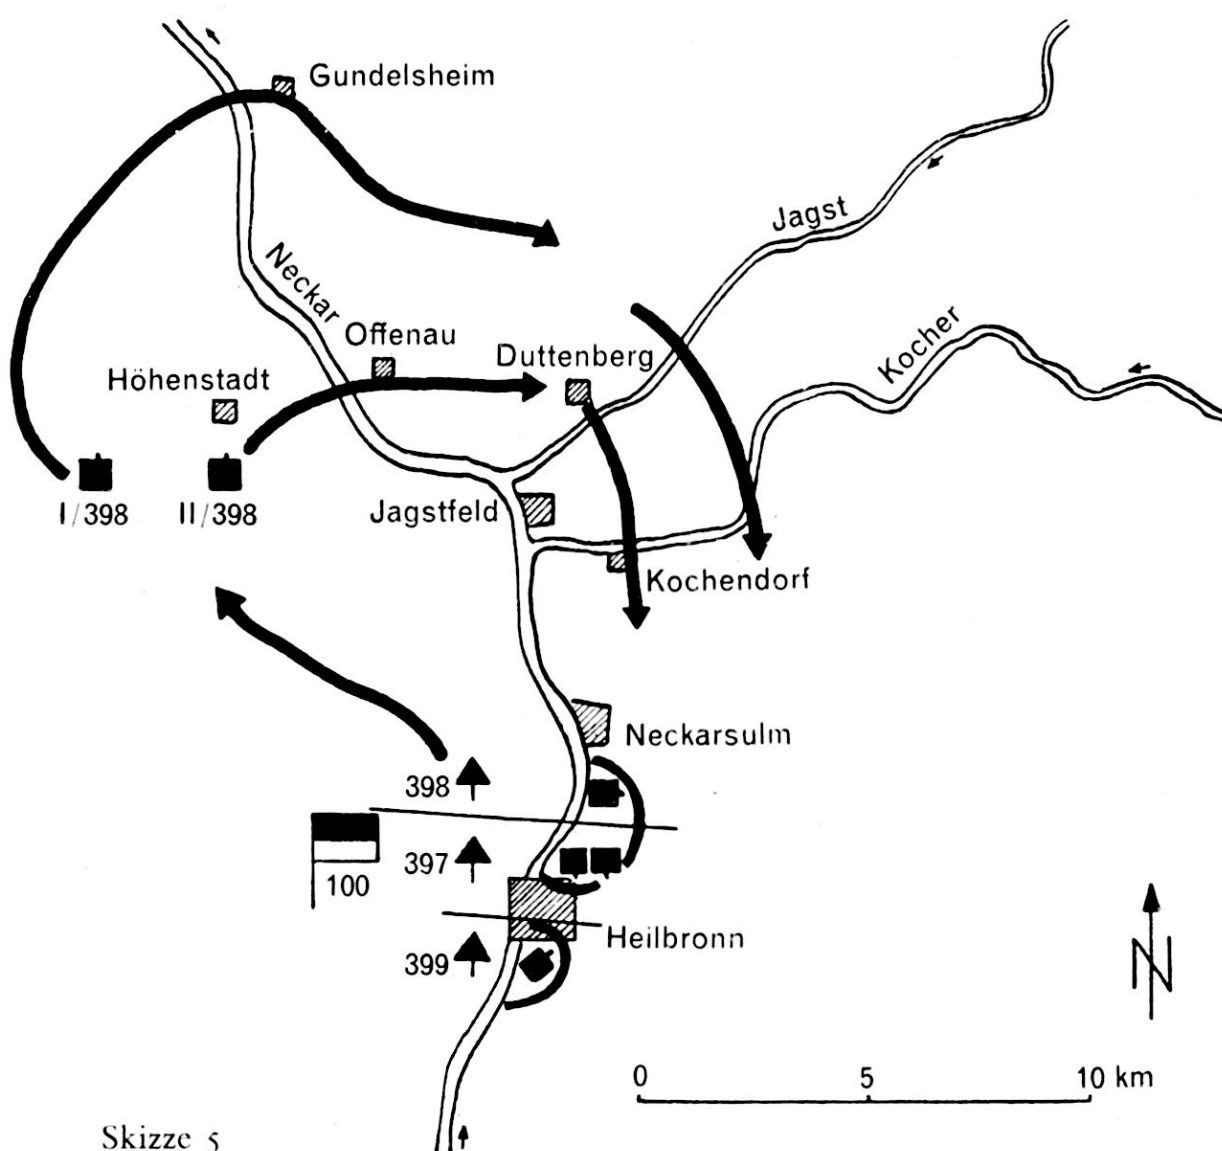 Gundelsheim
Jagst
Neckar
Offenau
Duttenberg
Kocher
Höhenstadt
I/398
II/398
Jagstfeld
Kochendorf
Neckarsulm
398
397
100
Heilbronn
399
N
0 5 10 km
Skizze 5